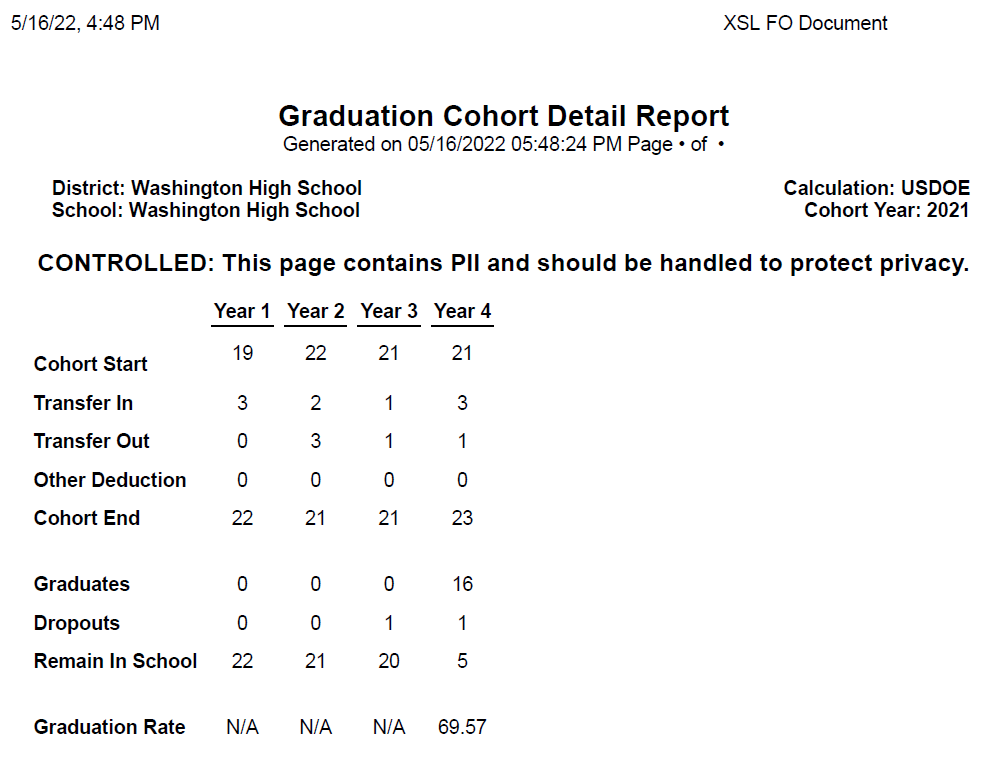 5/16/22, 4:48 PM XSL FO Document
Graduation Cohort Detail Report
Generated on 05/16/2022 05:48:24 PM Page • of •
District: Washington High School Calculation: USDOE
School: Washington High School Cohort Year: 2021
CONTROLLED: This page contains PII and should be handled to protect privacy.
Year 1 Year 2 Year 3 Year 4
Cohort Start 19 22 21 21
Transfer In 3 2 1 3
Transfer Out 0 3 1 1
Other Deduction 0 0 0 0
Cohort End 22 21 21 23
Graduates 0 0 0 16
Dropouts 0 0 1 1
Remain In School 22 21 20 5
Graduation Rate N/A N/A N/A 69.57